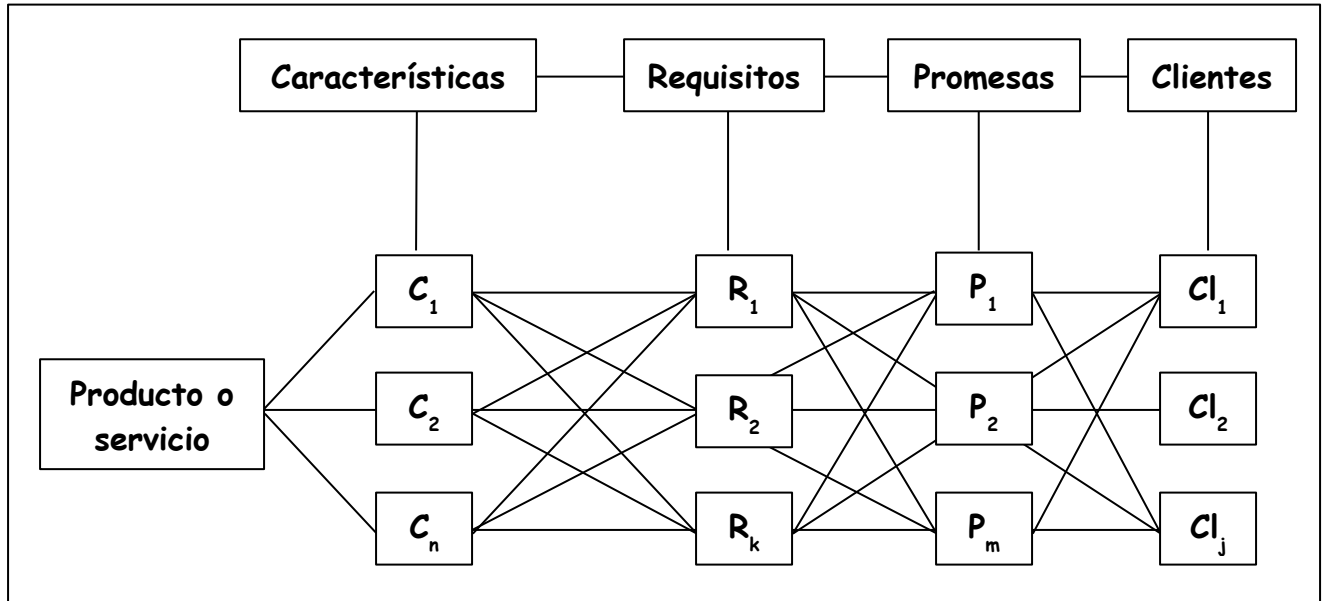 Características
Requisitos
Promesas
Clientes
C₁
R₁
P₁
Cl₁
Producto o
servicio
C₂
R₂
P₂
Cl₂
Cₙ
Rₖ
Pₘ
Clⱼ